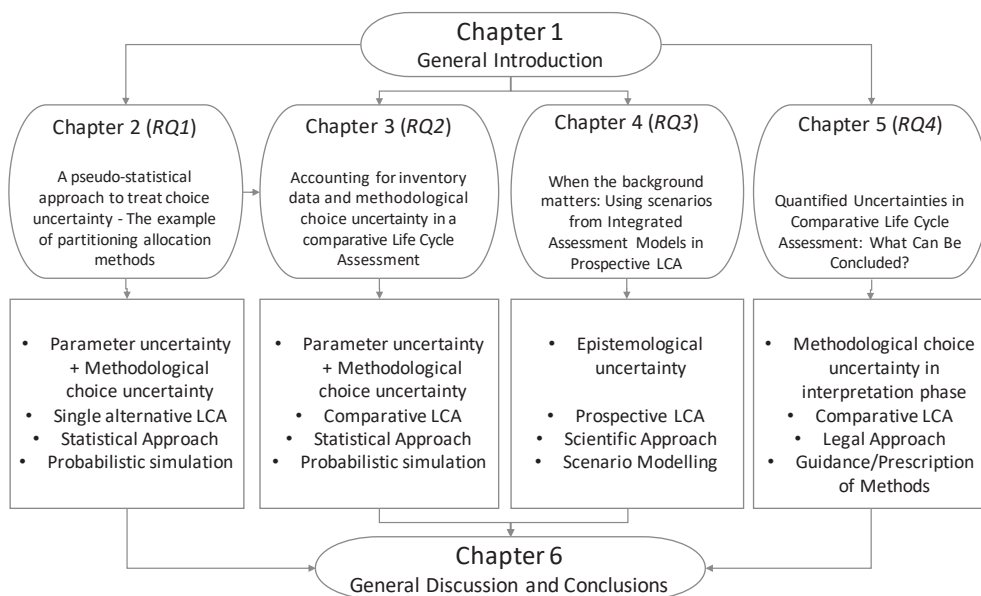 Chapter 1
General Introduction
Chapter 2 (RQ1)
A pseudo-statistical
approach to treat choice
uncertainty - The example
of partitioning allocation
methods
Chapter 3 (RQ2)
Accounting for inventory
data and methodological
choice uncertainty in a
comparative Life Cycle
Assessment
Chapter 4 (RQ3)
When the background
matters: Using scenarios
from Integrated
Assessment Models in
Prospective LCA
Chapter 5 (RQ4)
Quantified Uncertainties in
Comparative Life Cycle
Assessment: What Can Be
Concluded?
• Parameter uncertainty
+ Methodological
choice uncertainty
• Single alternative LCA
• Statistical Approach
• Probabilistic simulation
• Parameter uncertainty
+ Methodological
choice uncertainty
• Comparative LCA
• Statistical Approach
• Probabilistic simulation
• Epistemological
uncertainty
• Prospective LCA
• Scientific Approach
• Scenario Modelling
• Methodological choice
uncertainty in
interpretation phase
• Comparative LCA
• Legal Approach
• Guidance/Prescription
of Methods
Chapter 6
General Discussion and Conclusions